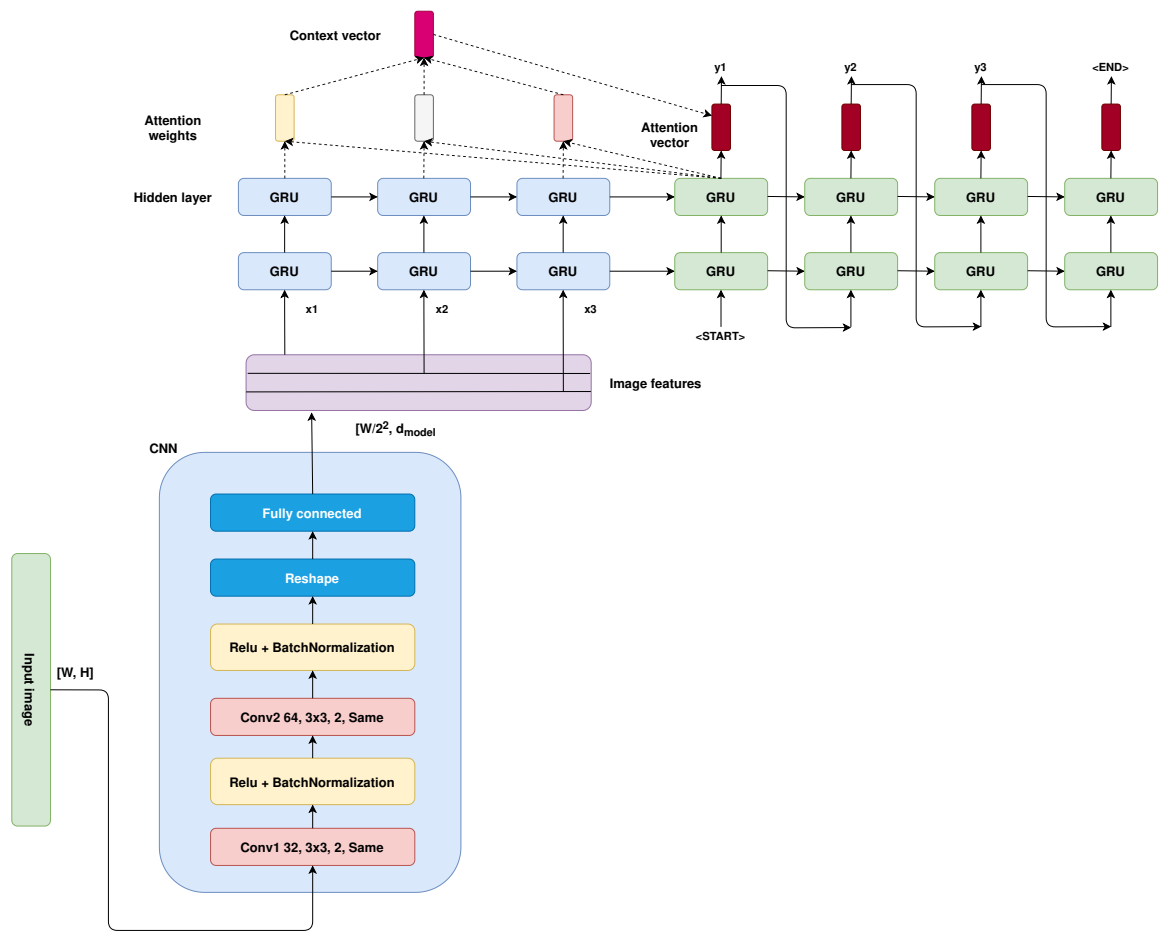 Context vector
y1
y2
y3
<END>
Attention
weights
Attention
vector
Hidden layer
GRU
GRU
GRU
GRU
GRU
GRU
GRU
GRU
GRU
GRU
GRU
GRU
GRU
GRU
x1
x2
x3
<START>
Image features
[W/2², d_model
CNN
Fully connected
Reshape
Relu + BatchNormalization
Input image
[W, H]
Conv2 64, 3x3, 2, Same
Relu + BatchNormalization
Conv1 32, 3x3, 2, Same